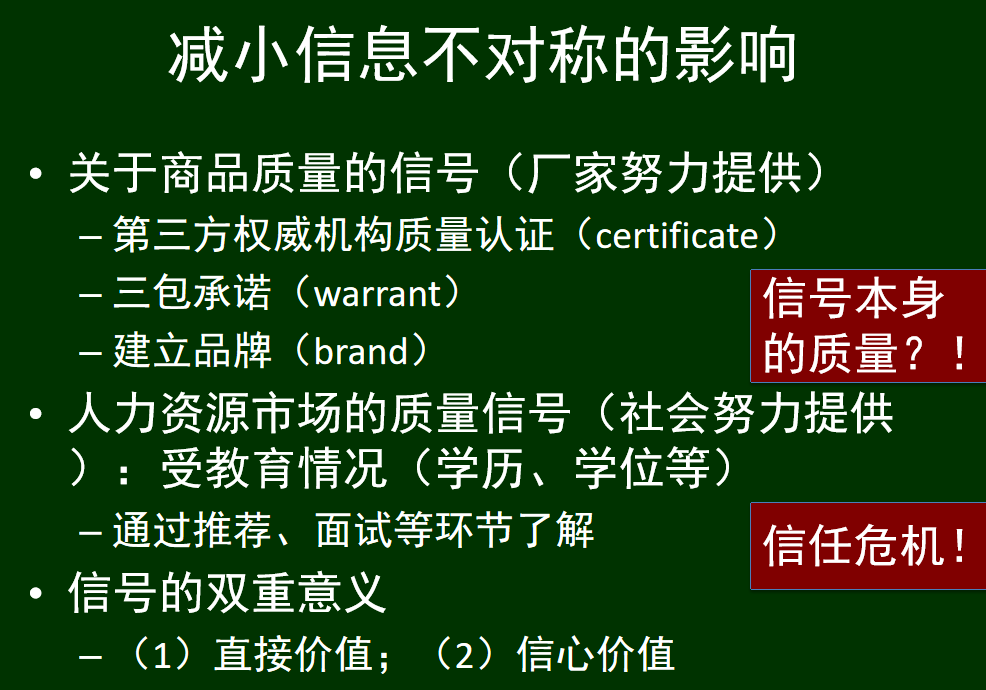 减小信息不对称的影响
• 关于商品质量的信号（厂家努力提供）
– 第三方权威机构质量认证（certificate）
– 三包承诺（warrant）
– 建立品牌（brand）
信号本身
的质量？！
• 人力资源市场的质量信号（社会努力提供
）：受教育情况（学历、学位等）
– 通过推荐、面试等环节了解
信任危机！
• 信号的双重意义
– （1）直接价值；（2）信心价值